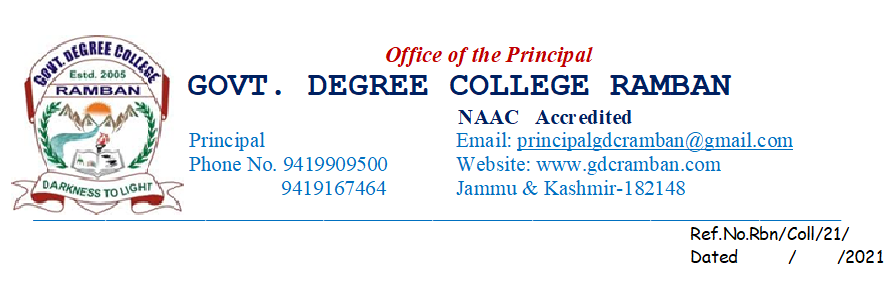 GOVT. DEGREE COLLEGE
Estd. 2005
RAMBAN
DARKNESS TO LIGHT
Office of the Principal
GOVT. DEGREE COLLEGE RAMBAN
NAAC Accredited
Principal Email: principalgdcramban@gmail.com
Phone No. 9419909500 Website: www.gdcramban.com
9419167464 Jammu & Kashmir-182148
Ref.No.Rbn/Coll/21/
Dated / /2021